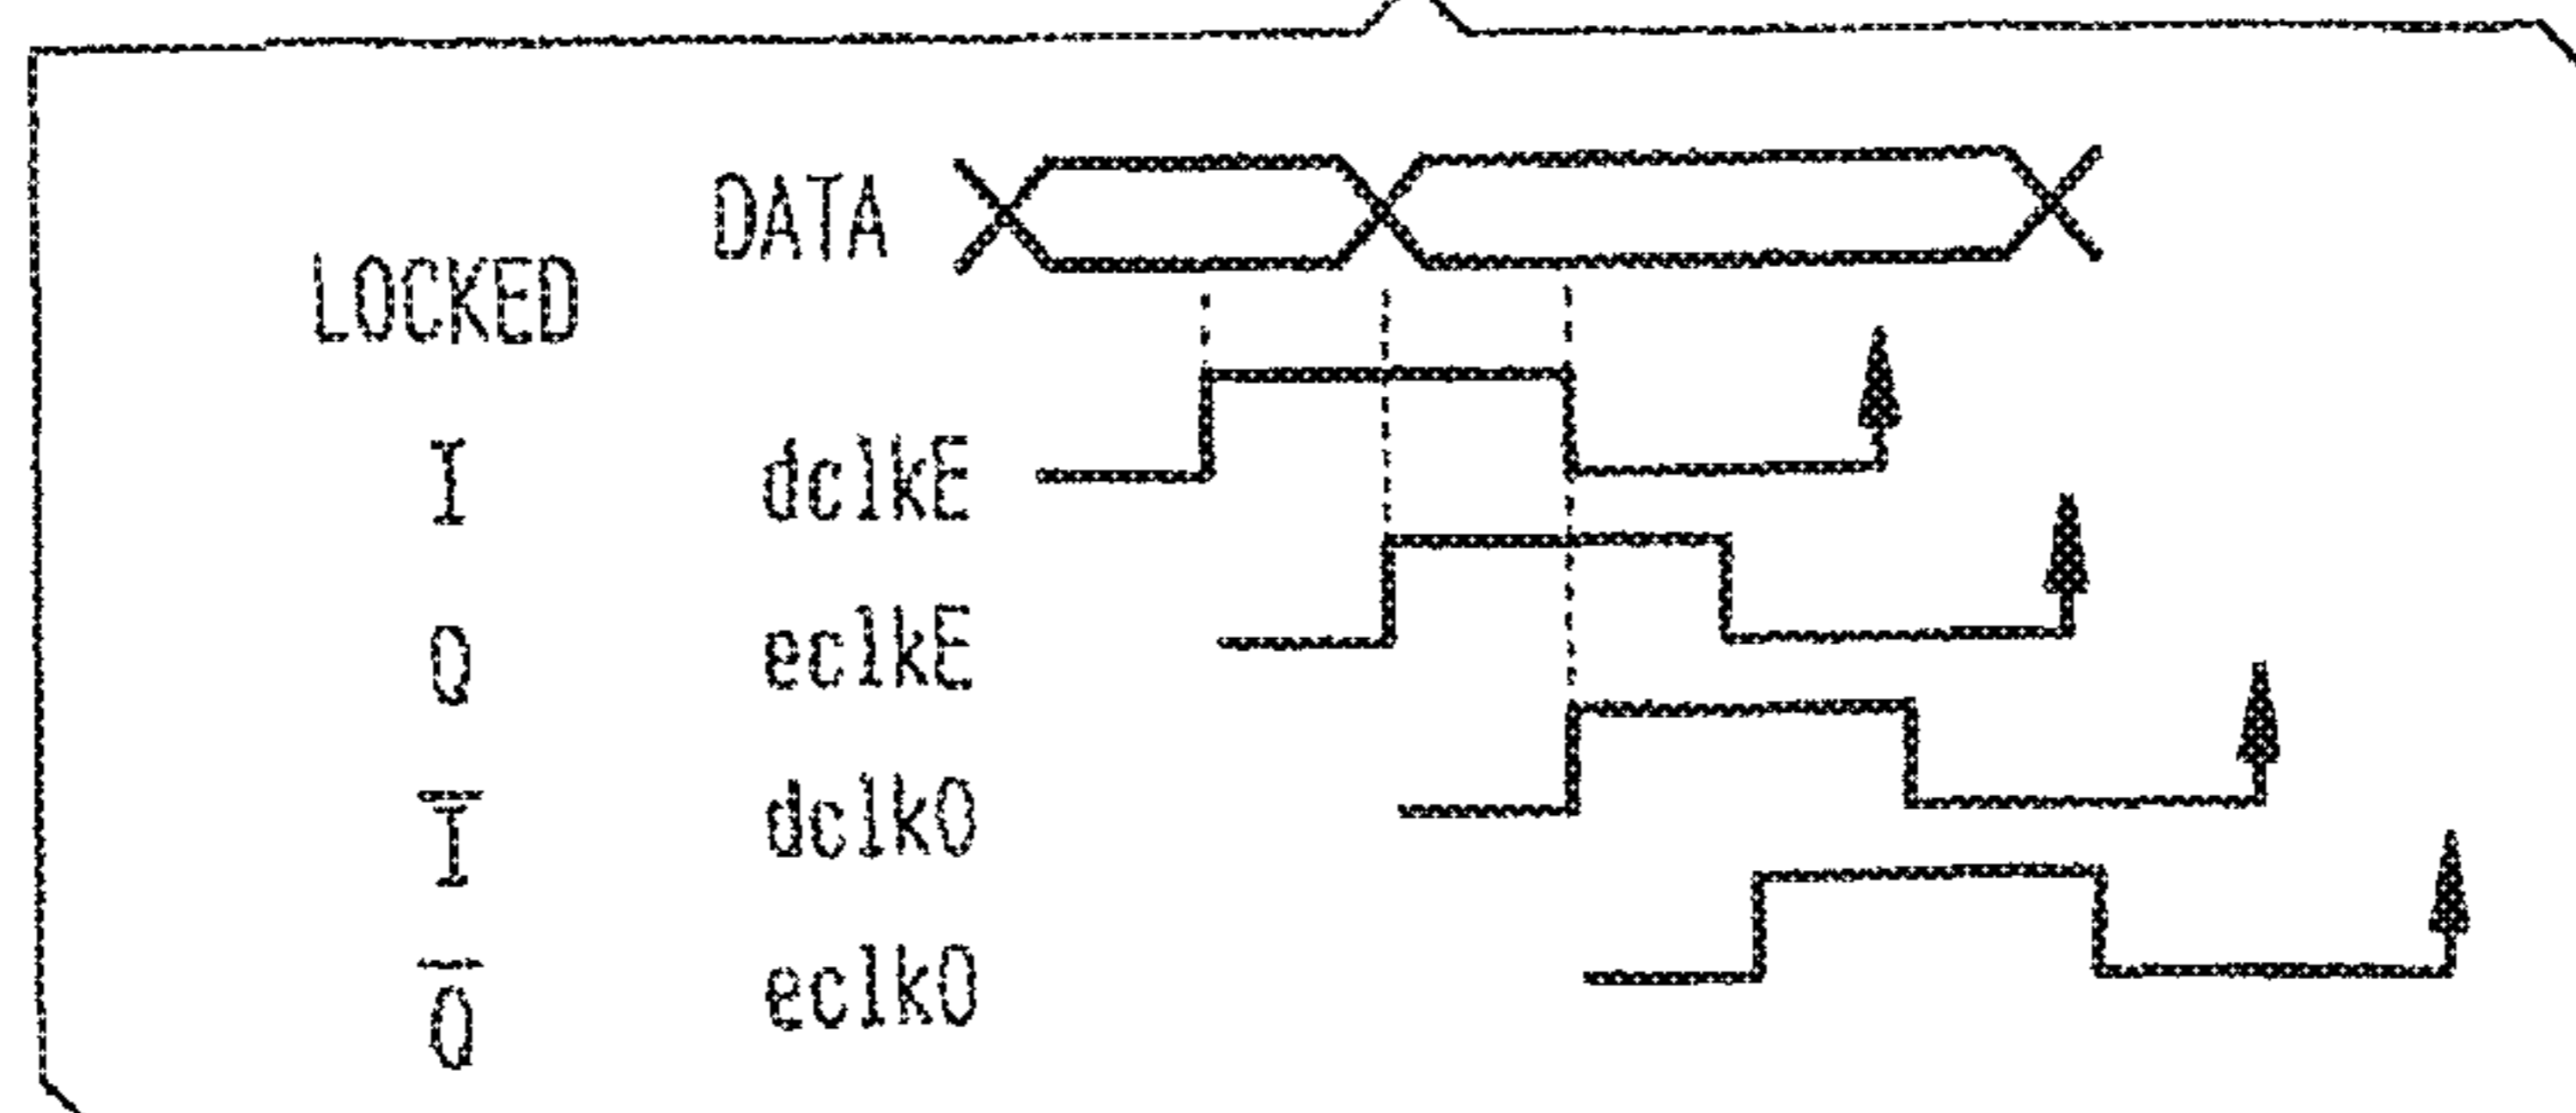 DATA
LOCKED
I dclkE
Q eclkE
I̅ dclkO
Q̅ eclkO